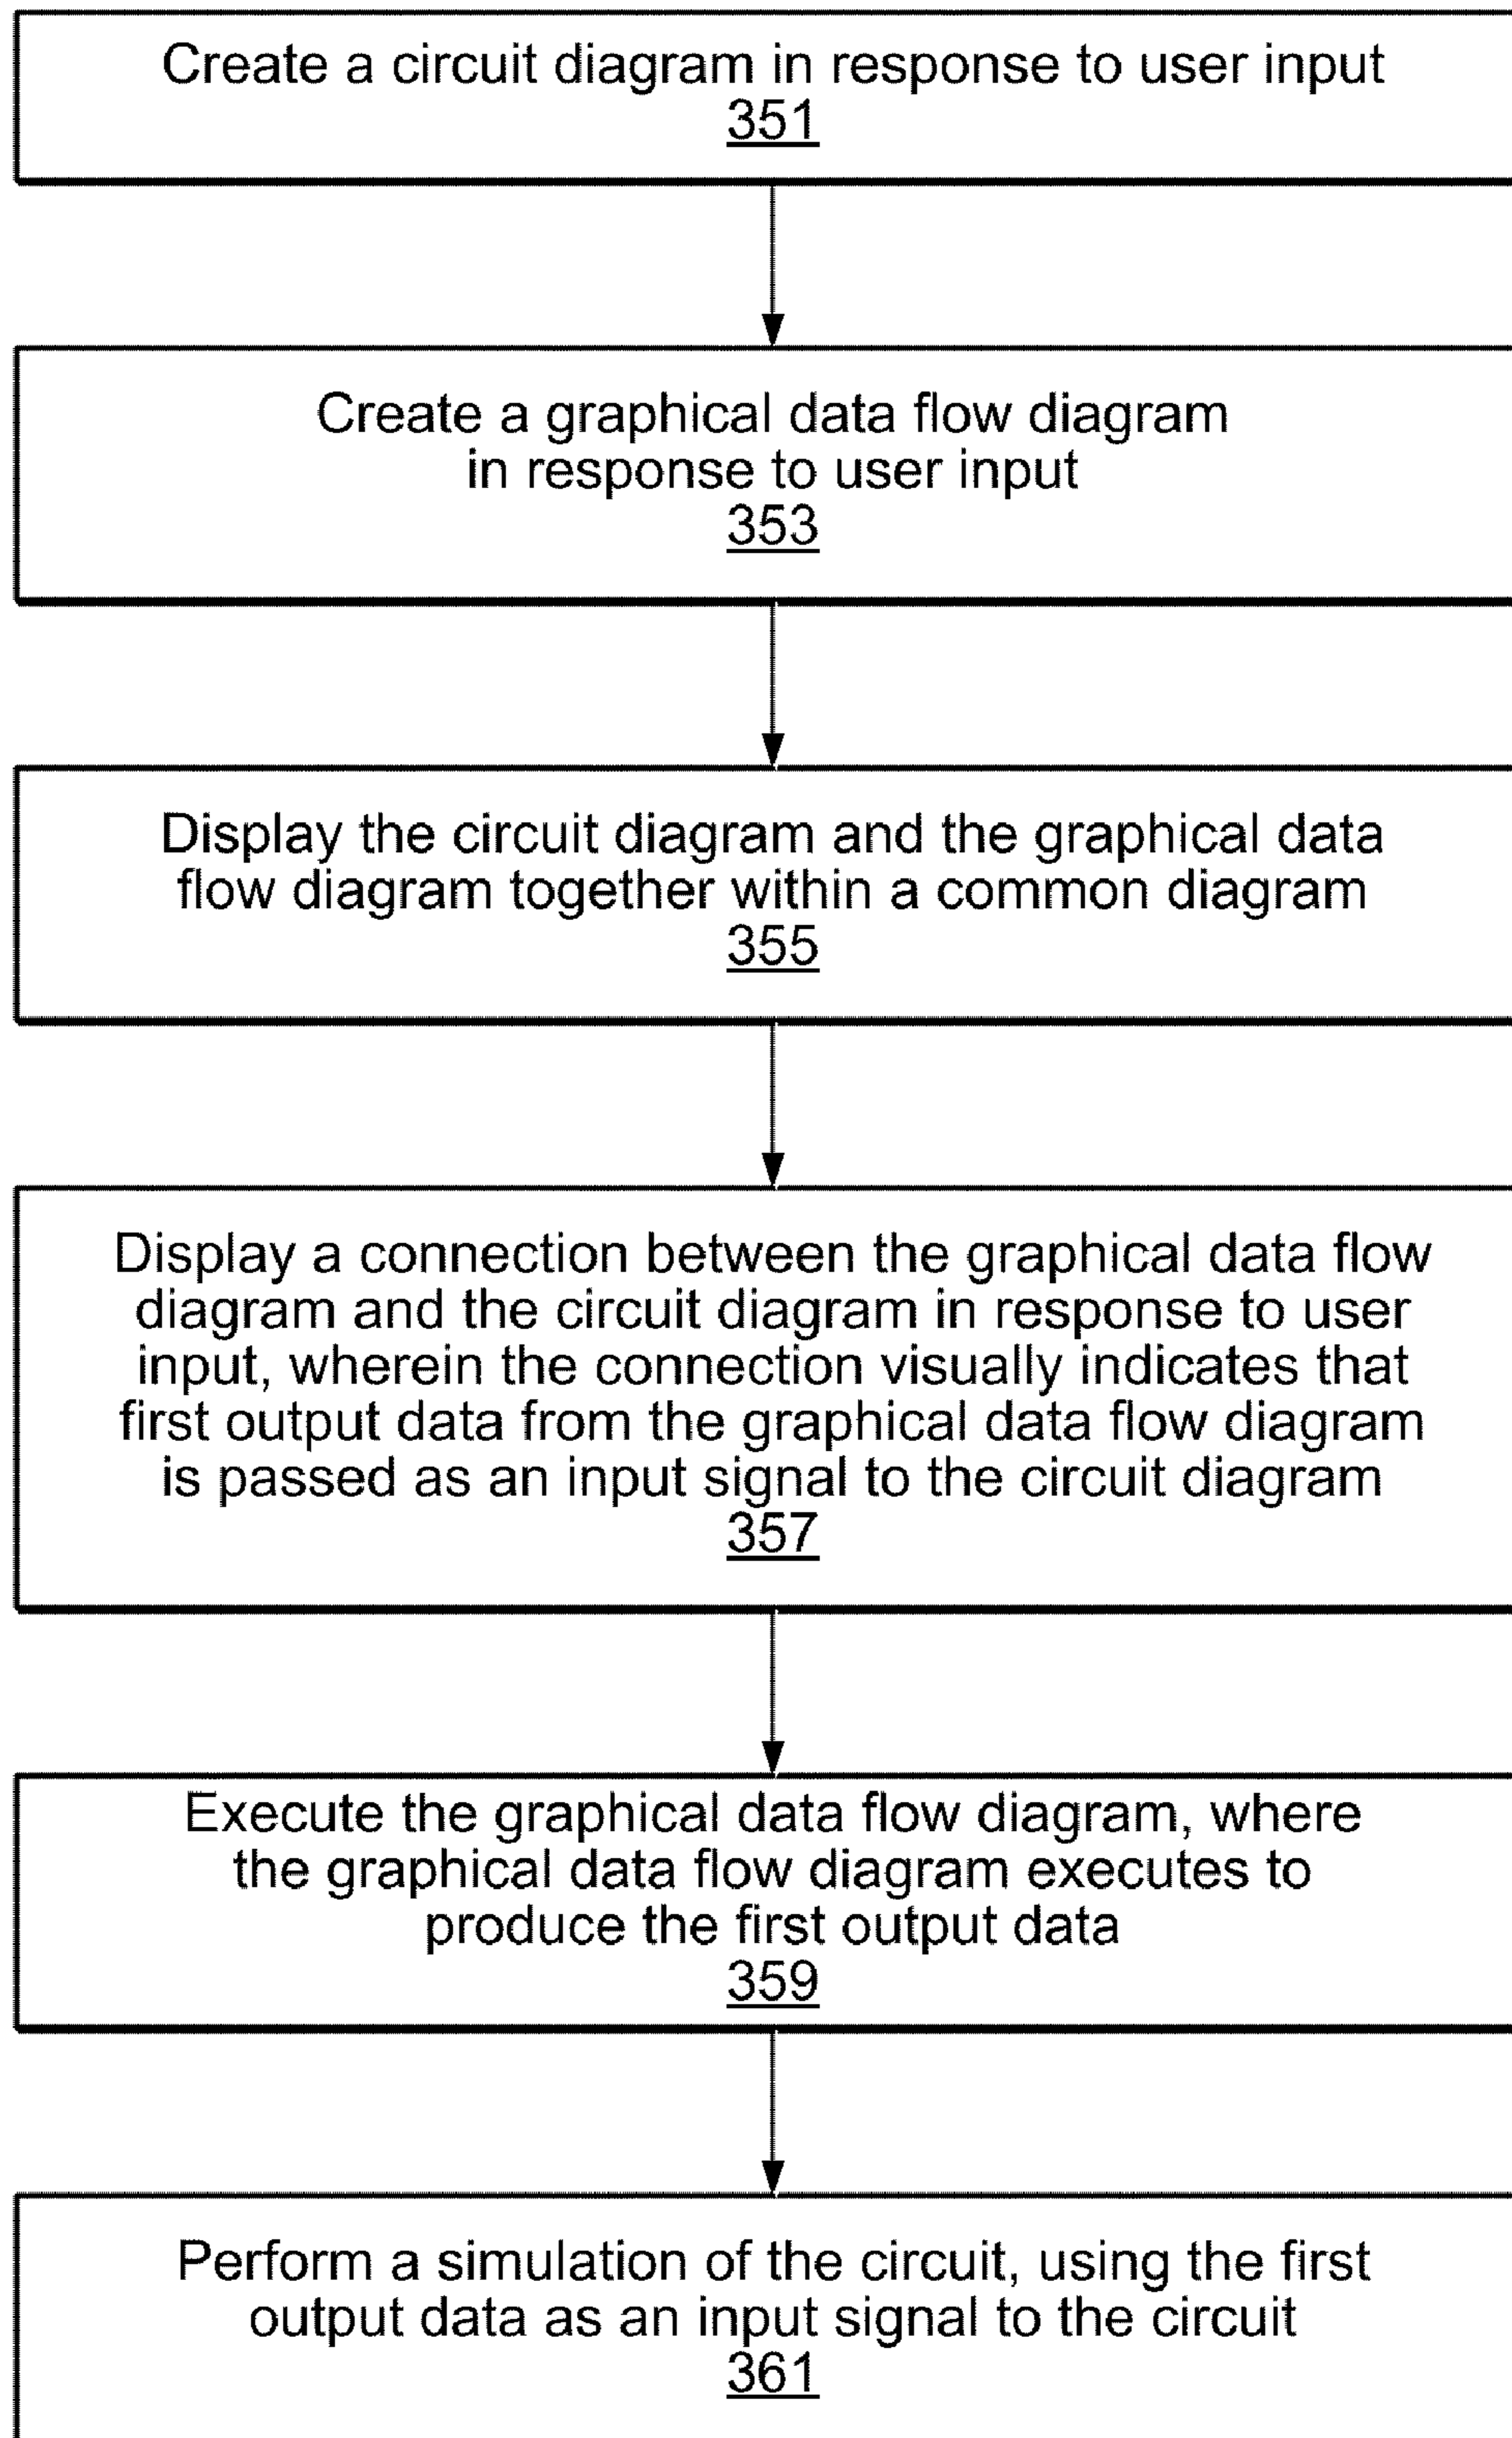 Create a circuit diagram in response to user input
351
Create a graphical data flow diagram
in response to user input
353
Display the circuit diagram and the graphical data
flow diagram together within a common diagram
355
Display a connection between the graphical data flow
diagram and the circuit diagram in response to user
input, wherein the connection visually indicates that
first output data from the graphical data flow diagram
is passed as an input signal to the circuit diagram
357
Execute the graphical data flow diagram, where
the graphical data flow diagram executes to
produce the first output data
359
Perform a simulation of the circuit, using the first
output data as an input signal to the circuit
361